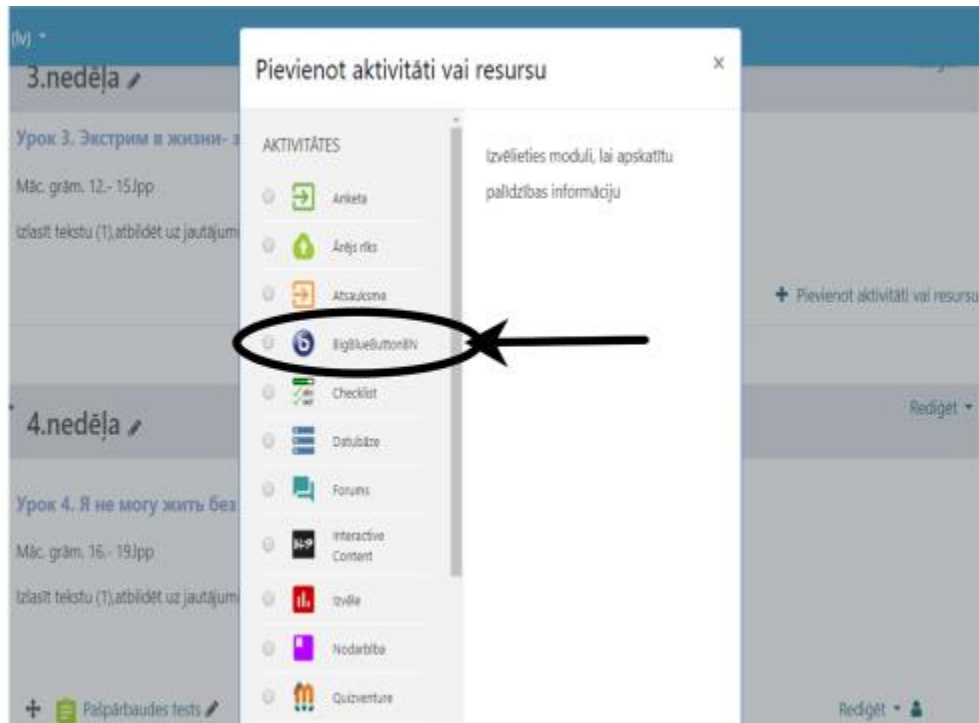 (lv)
3.nedēļa
Урок 3. Экстрим в жизни- з
Māc. grām. 12.- 15.lpp
Izlasīt tekstu (1),atbildēt uz jautājumi
Pievienot aktivitāti vai resursu
×
AKTIVITĀTES
Anketa
Ārējs rīks
Atsauksme
BigBlueButtonBN
Checklist
Datubāze
Forums
Interactive
Content
Izvēle
Nodarbība
Quizventure
Izvēlieties moduli, lai apskatītu
palīdzības informāciju
+ Pievienot aktivitāti vai resursu
4.nedēļa
Rediģēt
Урок 4. Я не могу жить без
Māc. grām. 16.- 19.lpp
Izlasīt tekstu (1),atbildēt uz jautājum
Pašpārbaudes tests
Rediģēt